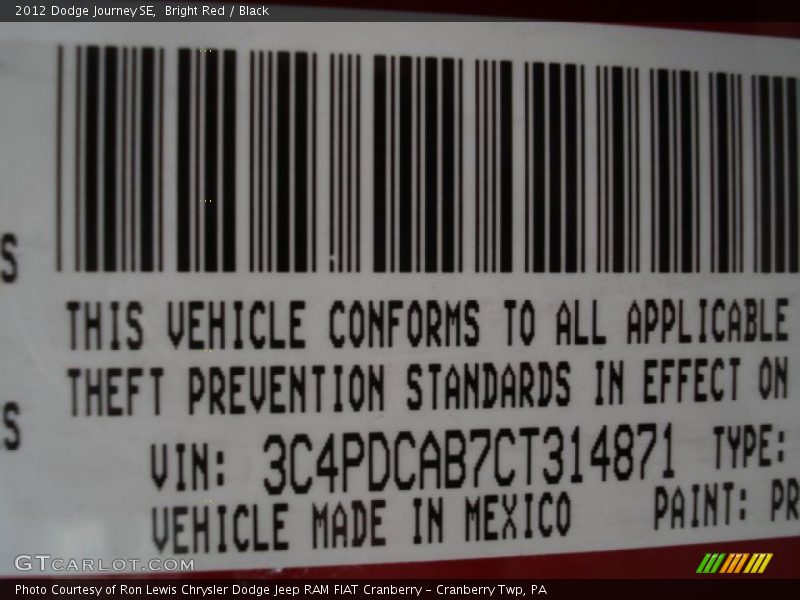 2012 Dodge Journey SE, Bright Red / Black
S
THIS VEHICLE CONFORMS TO ALL APPLICABLE
THEFT PREVENTION STANDARDS IN EFFECT ON
S
VIN: 3C4PDCAB7CT314871 TYPE:
VEHICLE MADE IN MEXICO PAINT: PR
GTCARLOT.COM
Photo Courtesy of Ron Lewis Chrysler Dodge Jeep RAM FIAT Cranberry - Cranberry Twp, PA